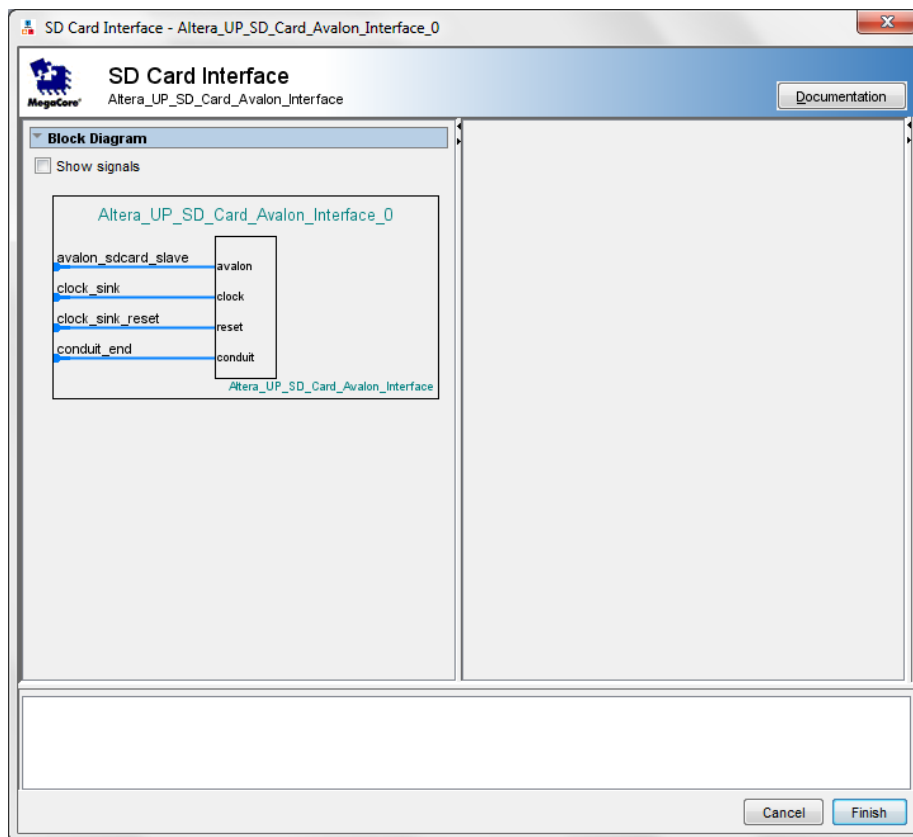 SD Card Interface - Altera_UP_SD_Card_Avalon_Interface_0
X
MegaCore®
SD Card Interface
Altera_UP_SD_Card_Avalon_Interface
Documentation
Block Diagram
Show signals
Altera_UP_SD_Card_Avalon_Interface_0
avalon_sdcard_slave
avalon
clock_sink
clock
clock_sink_reset
reset
conduit_end
conduit
Altera_UP_SD_Card_Avalon_Interface
Cancel
Finish